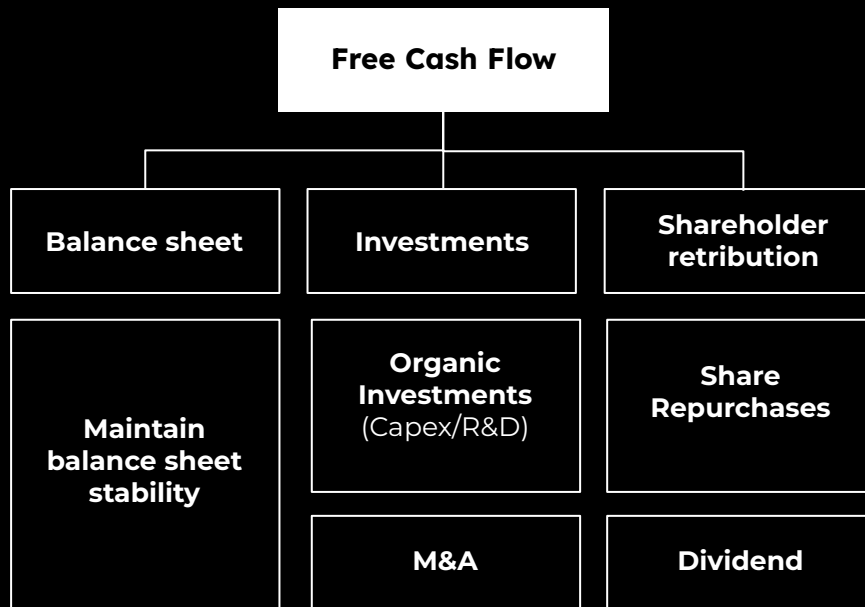 Free Cash Flow
Balance sheet
Investments
Shareholder
retribution
Maintain
balance sheet
stability
Organic
Investments
(Capex/R&D)
Share
Repurchases
M&A
Dividend